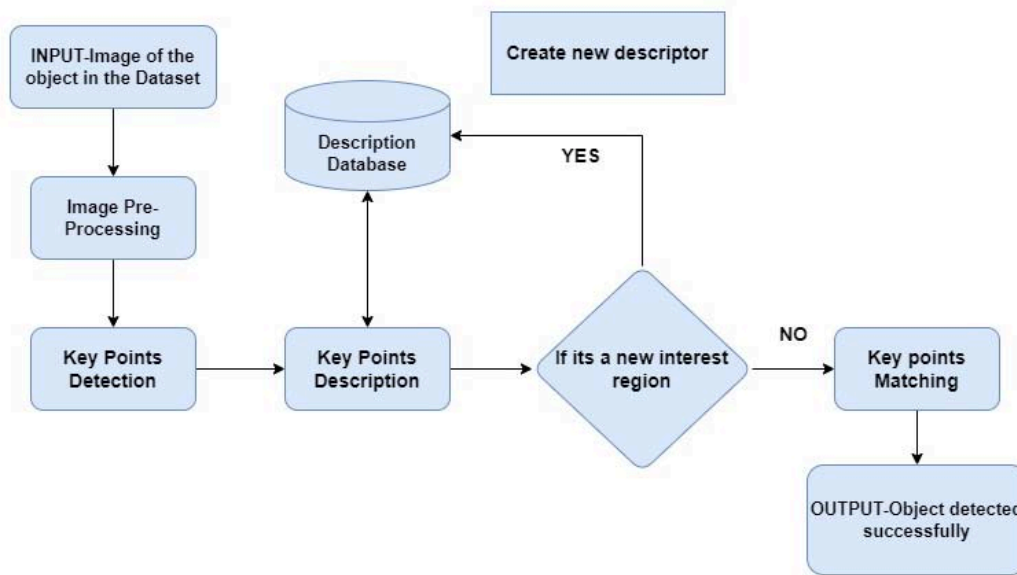 INPUT-Image of the
object in the Dataset
Create new descriptor
Description
Database
YES
Image Pre-
Processing
Key Points
Detection
Key Points
Description
If its a new interest
region
NO
Key points
Matching
OUTPUT-Object detected
successfully